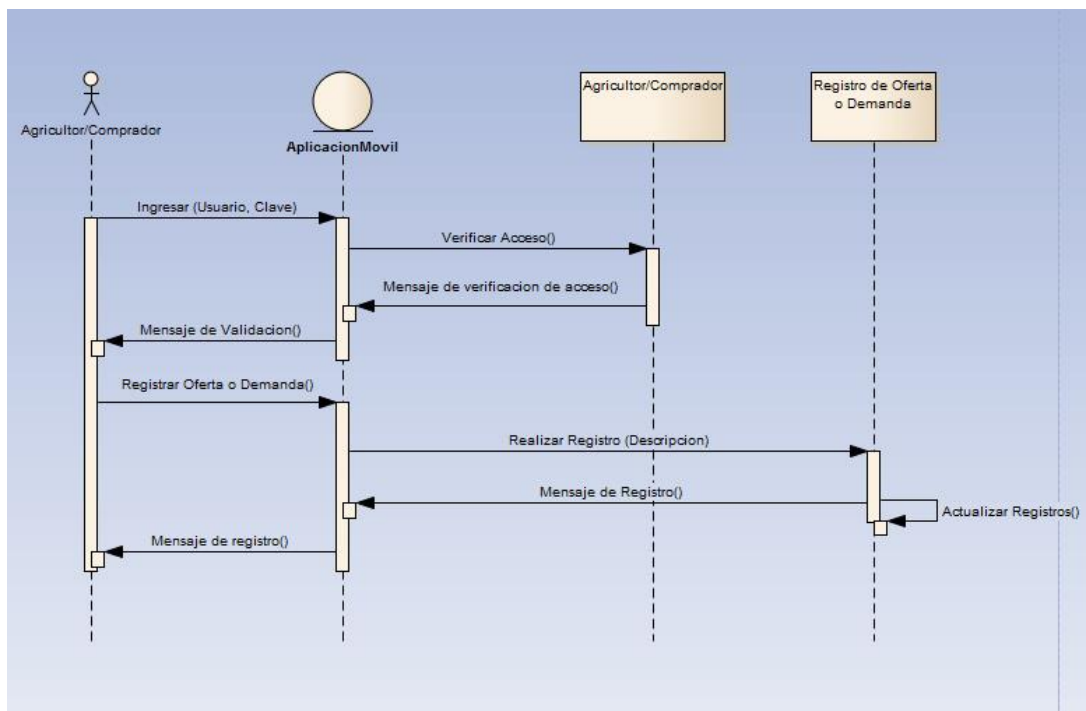 Agricultor/Comprador
AplicacionMovil
Agricultor/Comprador
Registro de Oferta
o Demanda
Ingresar (Usuario, Clave)
Verificar Acceso()
Mensaje de verificacion de acceso()
Mensaje de Validacion()
Registrar Oferta o Demanda()
Realizar Registro (Descripcion)
Mensaje de Registro()
Actualizar Registros()
Mensaje de registro()